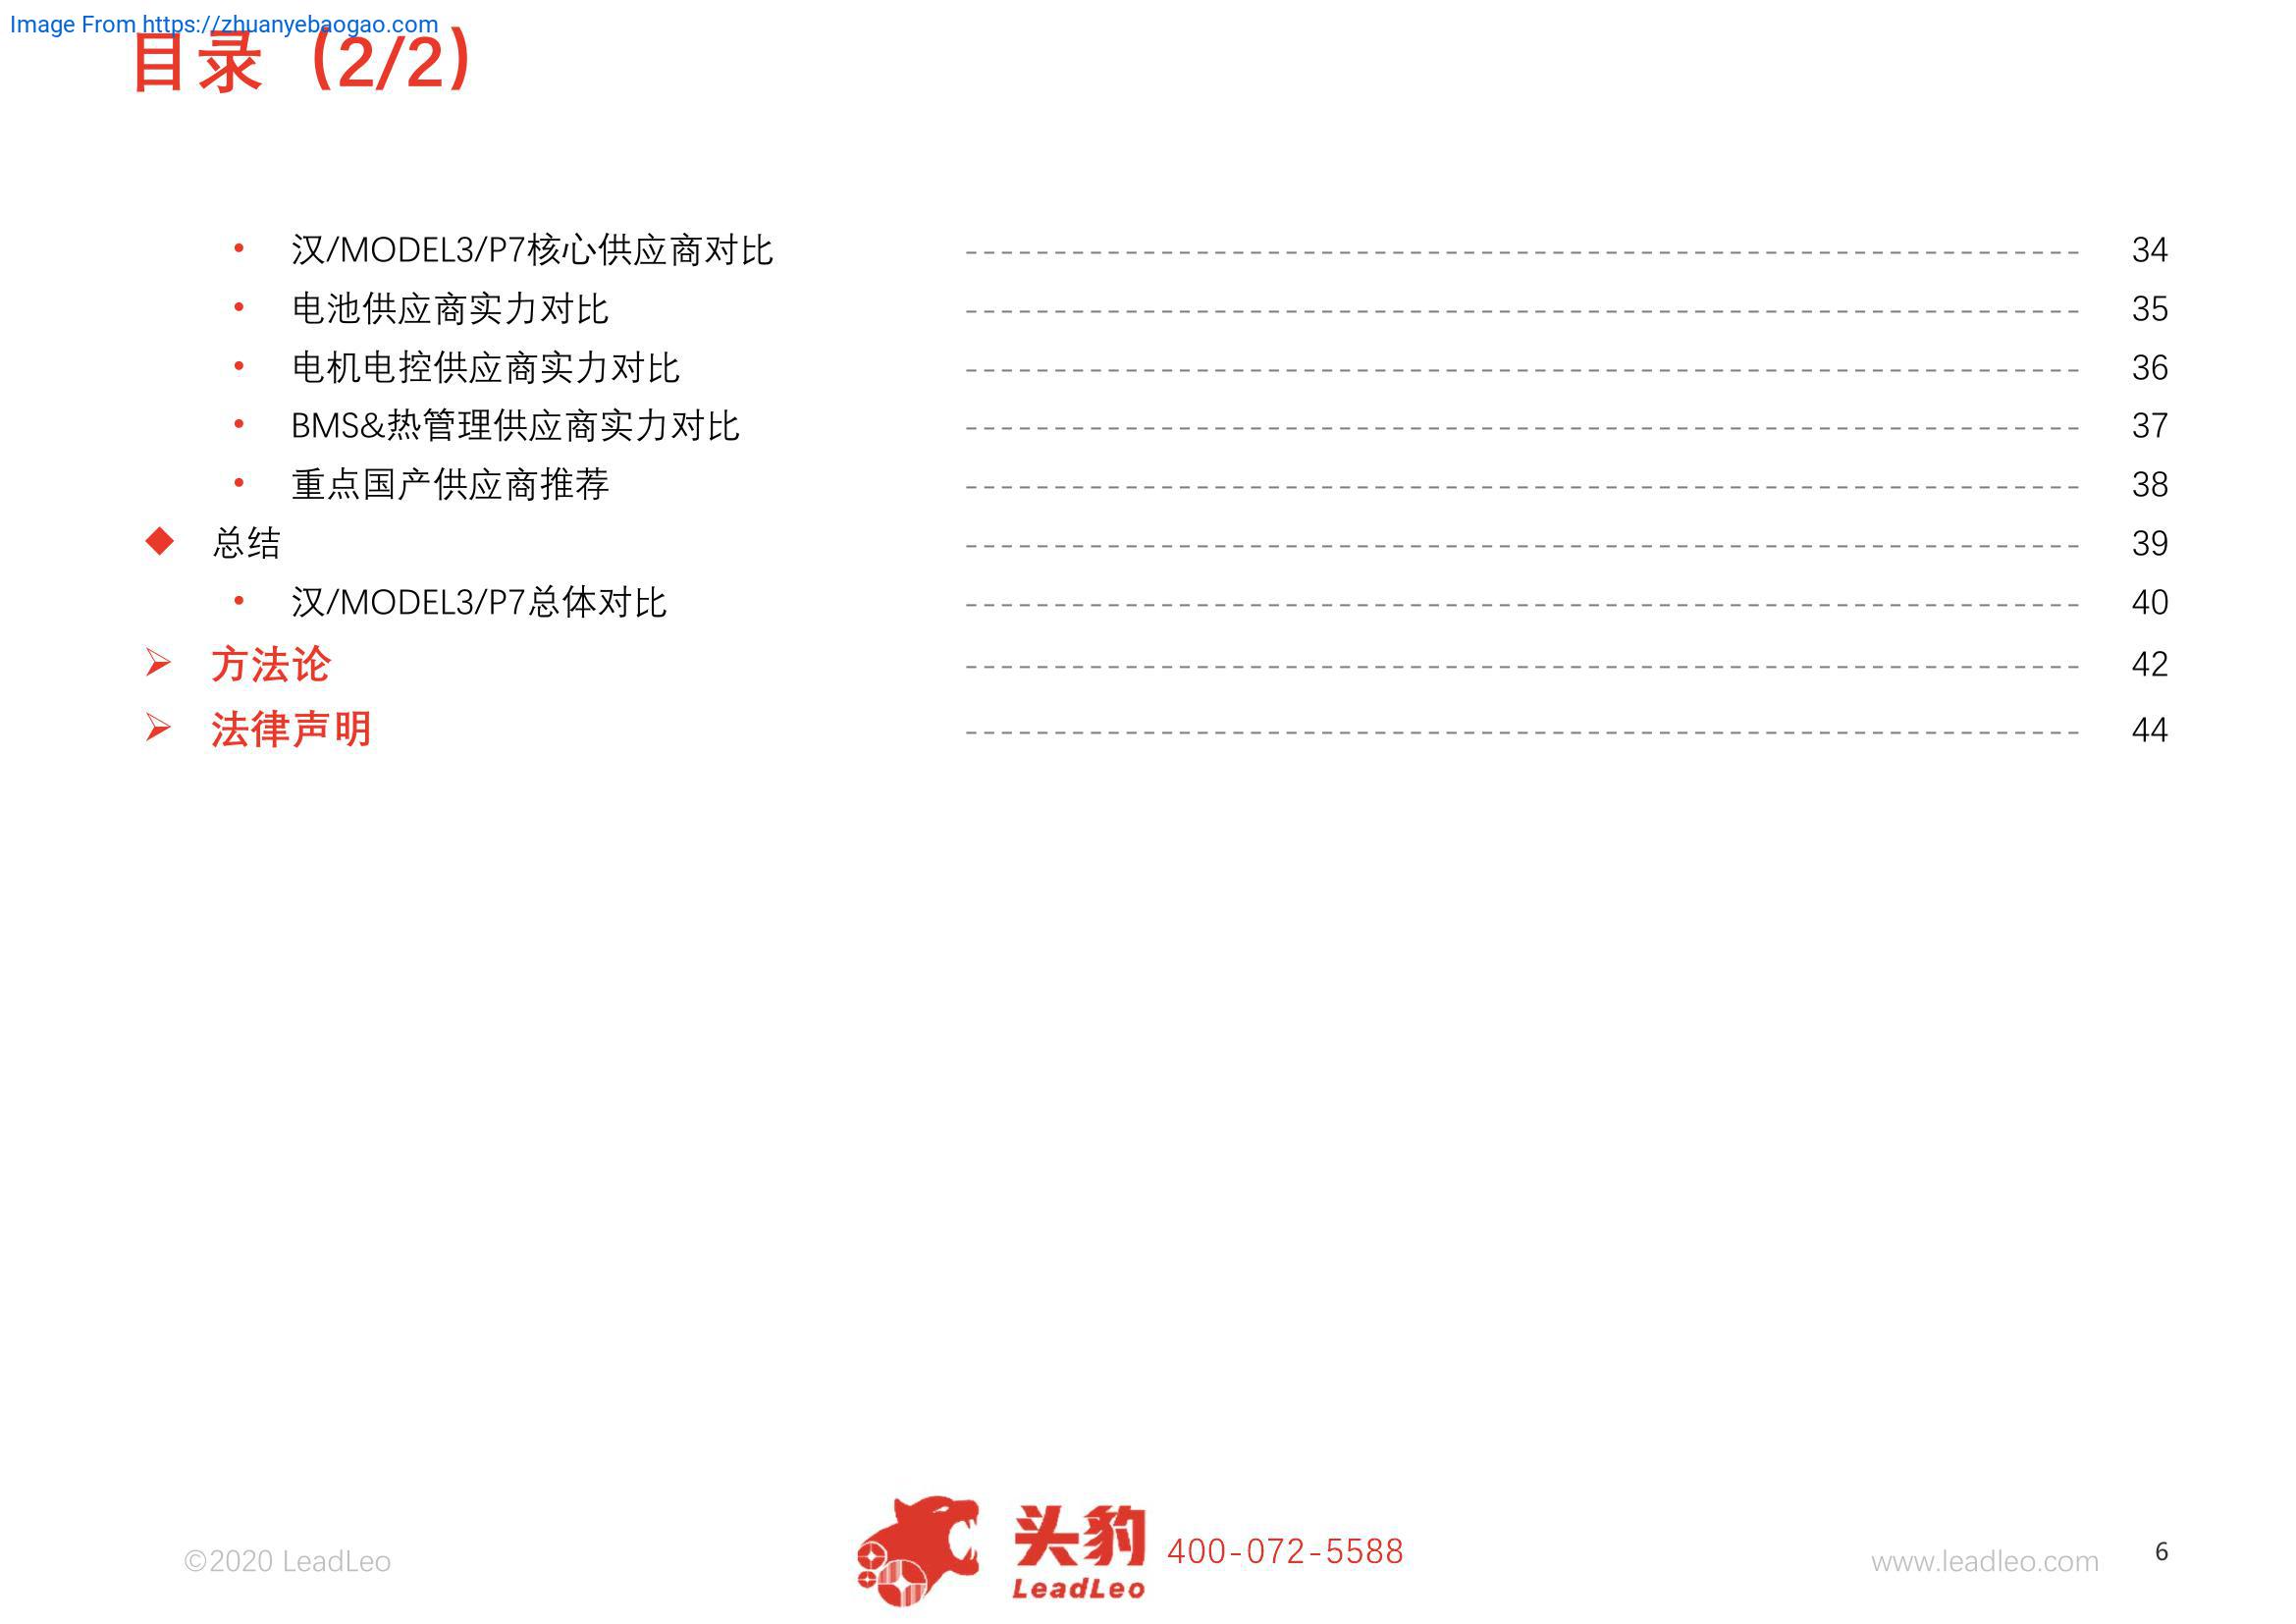 Image From https://zhuanyebaogao.com
目录（2/2）
• 汉/MODEL3/P7核心供应商对比 34
• 电池供应商实力对比 35
• 电机电控供应商实力对比 36
• BMS&热管理供应商实力对比 37
• 重点国产供应商推荐 38
◆ 总结 39
• 汉/MODEL3/P7总体对比 40
➢ 方法论 42
➢ 法律声明 44
©2020 LeadLeo
头豹
LeadLeo
400-072-5588
www.leadleo.com
6